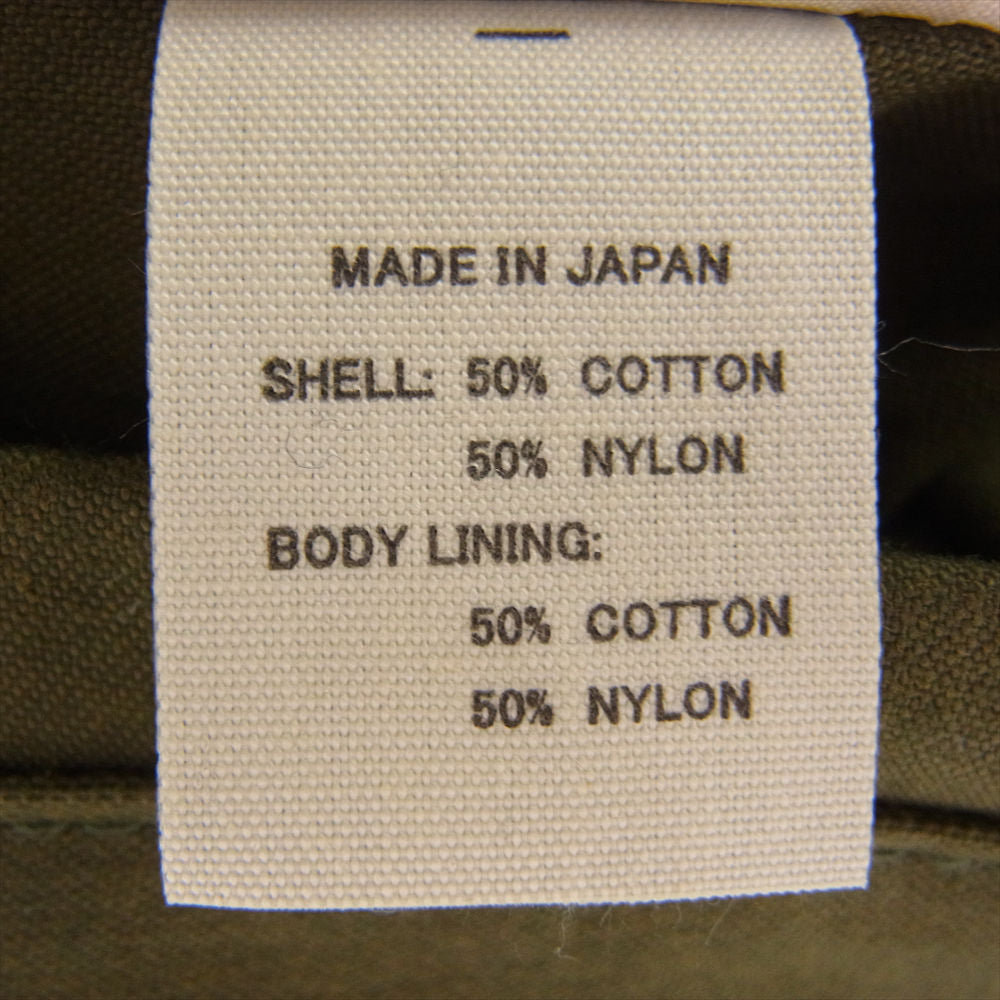 MADE IN JAPAN
SHELL: 50% COTTON
50% NYLON
BODY LINING:
50% COTTON
50% NYLON